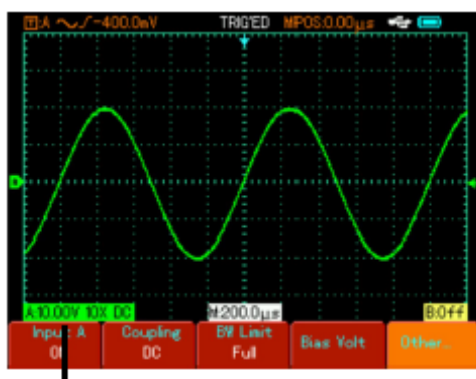 T:A -400.0mV TRIG'ED MPOS:0.00μs
A:10.00V 10X DC M:200.0μs B:Off
Input A Coupling BW Limit Bias Volt Other..
DC Full